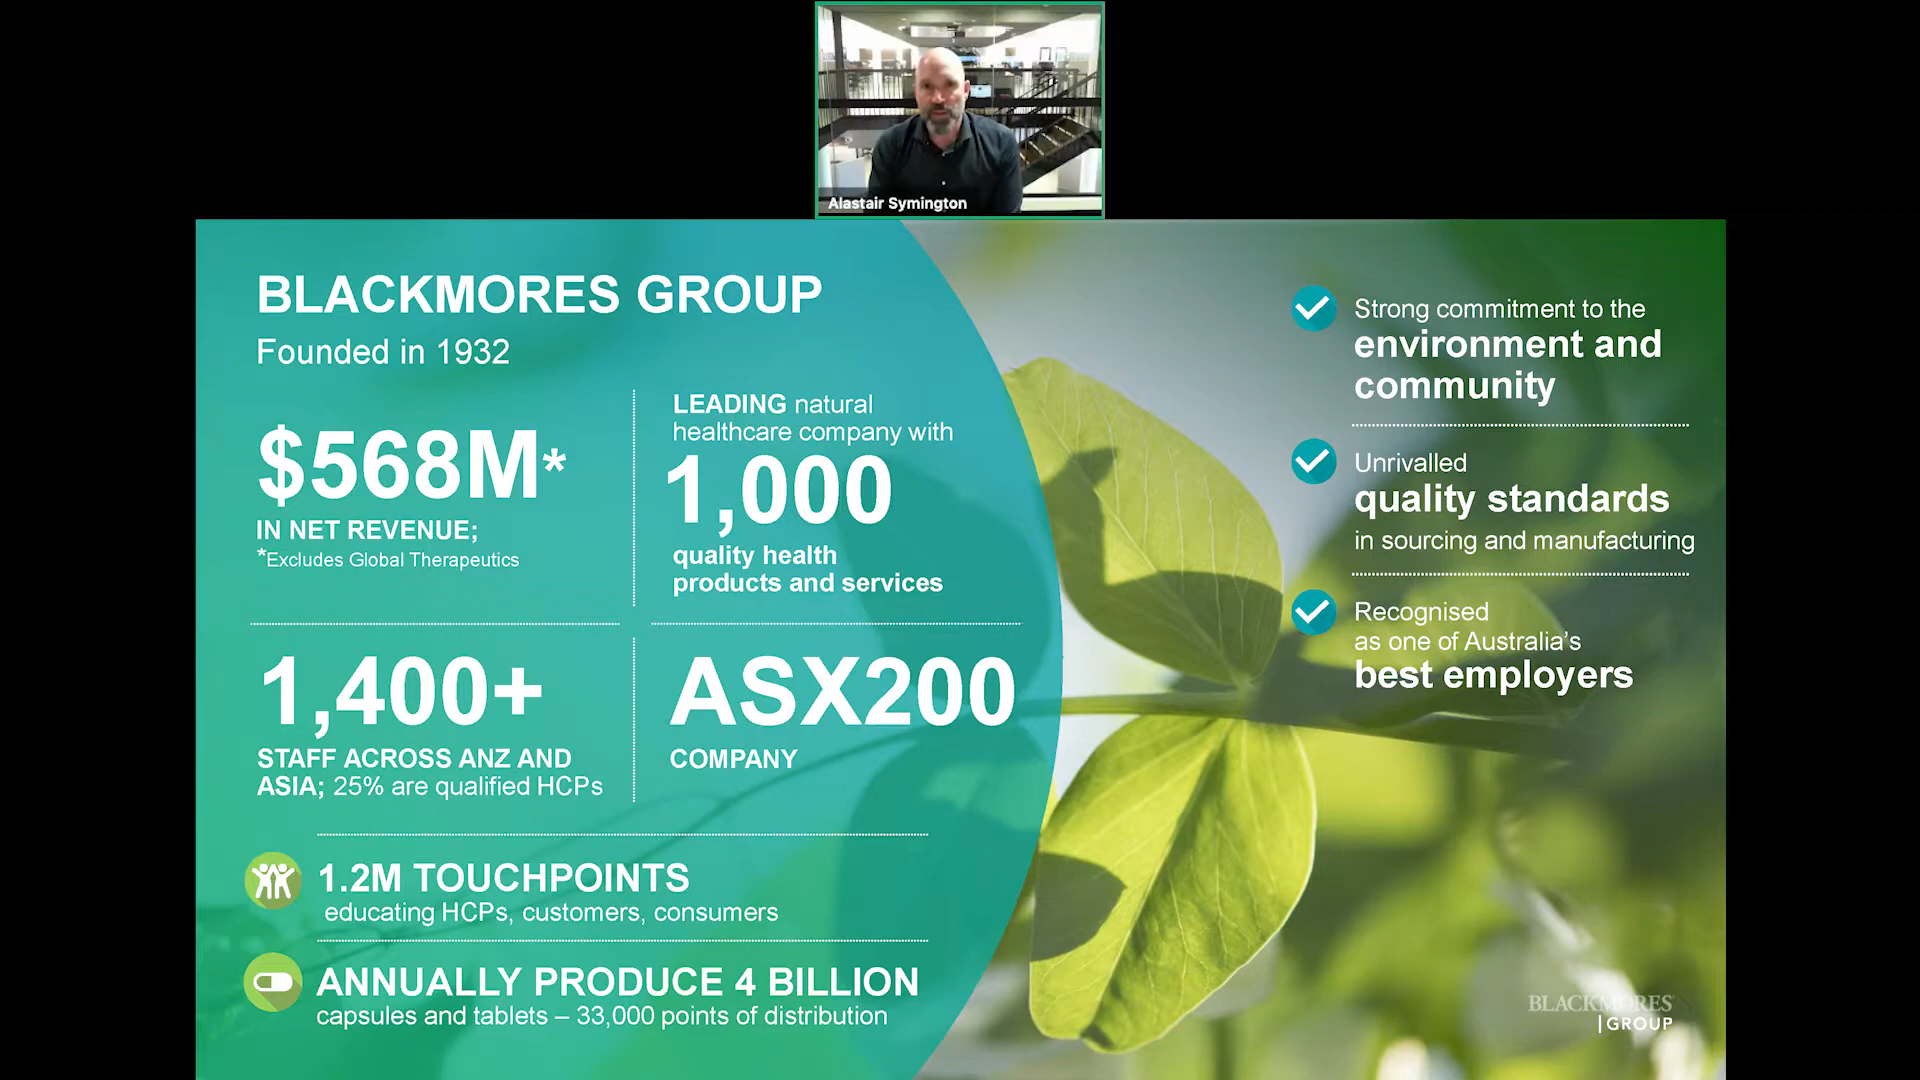 Alastair Symington
BLACKMORES GROUP
Founded in 1932
$568M*
IN NET REVENUE;
*Excludes Global Therapeutics
LEADING natural
healthcare company with
1,000
quality health
products and services
1,400+
STAFF ACROSS ANZ AND
ASIA; 25% are qualified HCPs
ASX200
COMPANY
1.2M TOUCHPOINTS
educating HCPs, customers, consumers
ANNUALLY PRODUCE 4 BILLION
capsules and tablets – 33,000 points of distribution
Strong commitment to the
environment and
community
Unrivalled
quality standards
in sourcing and manufacturing
Recognised
as one of Australia's
best employers
BLACKMORES
|GROUP